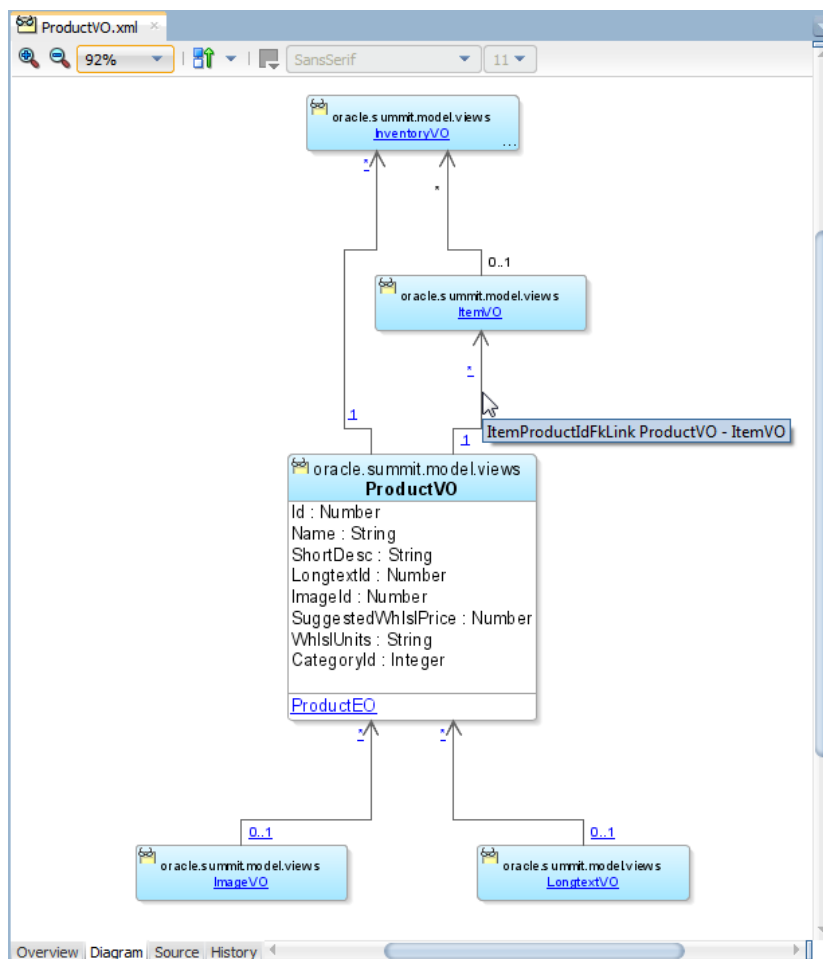 ProductVO.xml
92%
SansSerif
11
oracle.summit.model.views
InventoryVO
...
*
*
0..1
oracle.summit.model.views
ItemVO
*
1
1
ItemProductIdFkLink ProductVO - ItemVO
oracle.summit.model.views
ProductVO
Id : Number
Name : String
ShortDesc : String
LongtextId : Number
ImageId : Number
SuggestedWhlslPrice : Number
WhlslUnits : String
CategoryId : Integer
ProductEO
*
*
0..1
0..1
oracle.summit.model.views
ImageVO
oracle.summit.model.views
LongtextVO
Overview Diagram Source History